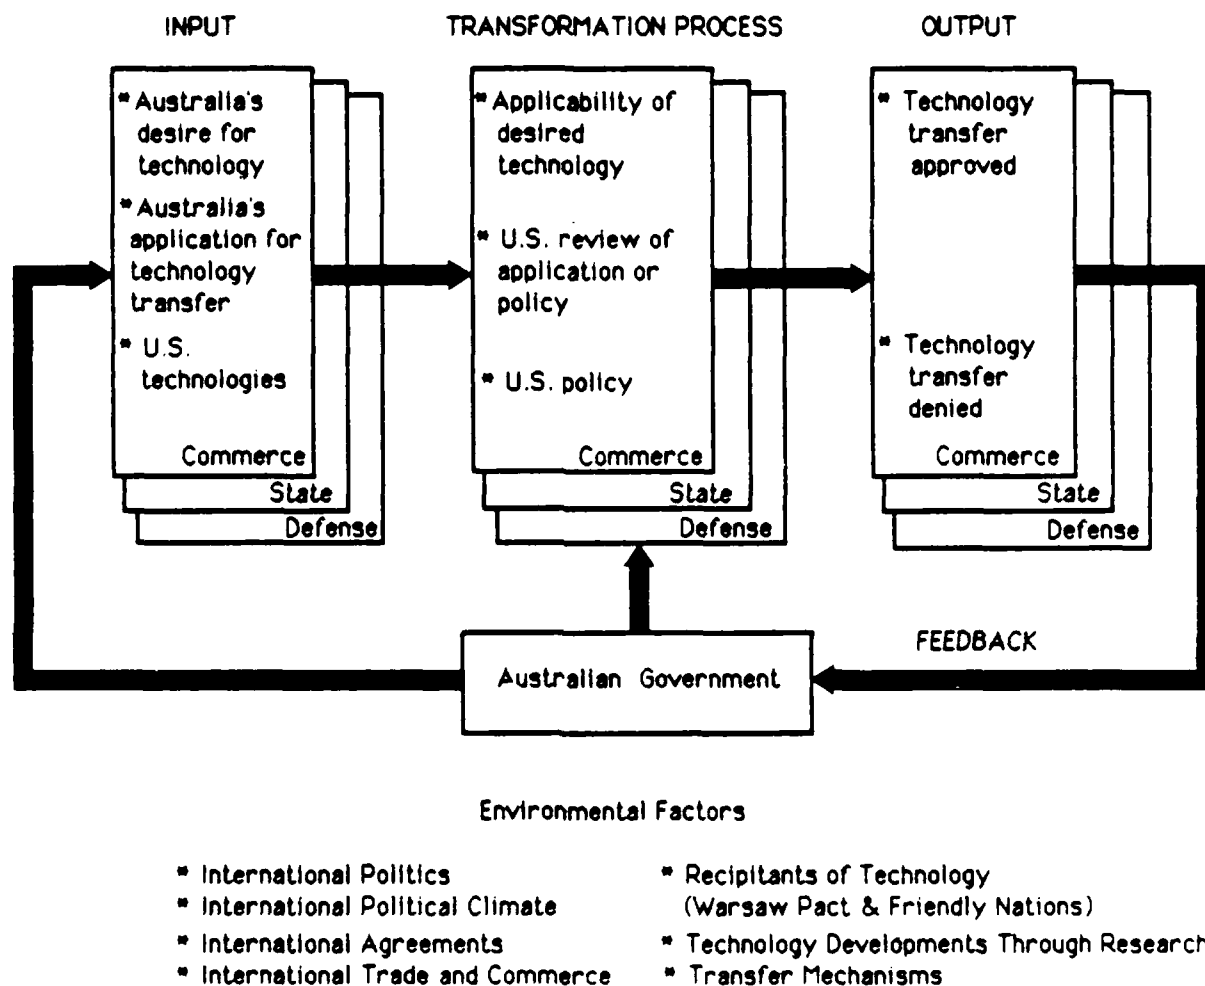 INPUT
TRANSFORMATION PROCESS
OUTPUT
* Australia's
desire for
technology
* Australia's
application for
technology
transfer
* U.S.
technologies
Commerce
State
Defense
* Applicability of
desired
technology
* U.S. review of
application or
policy
* U.S. policy
Commerce
State
Defense
* Technology
transfer
approved
* Technology
transfer
denied
Commerce
State
Defense
FEEDBACK
Australian Government
Environmental Factors
* International Politics
* International Political Climate
* International Agreements
* International Trade and Commerce
* Recipitants of Technology
(Warsaw Pact & Friendly Nations)
* Technology Developments Through Research
* Transfer Mechanisms